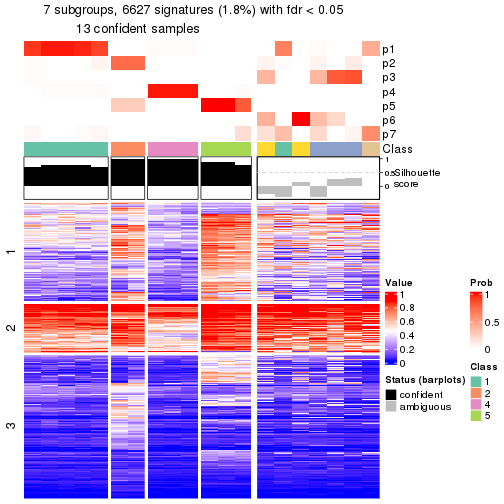 7 subgroups, 6627 signatures (1.8%) with fdr < 0.05
13 confident samples
p1
p2
p3
p4
p5
p6
p7
Class
1
0.5
0
Silhouette
score
1
2
3
Value
1
0.8
0.6
0.4
0.2
0
Status (barplots)
confident
ambiguous
Prob
1
0.5
0
Class
1
2
4
5